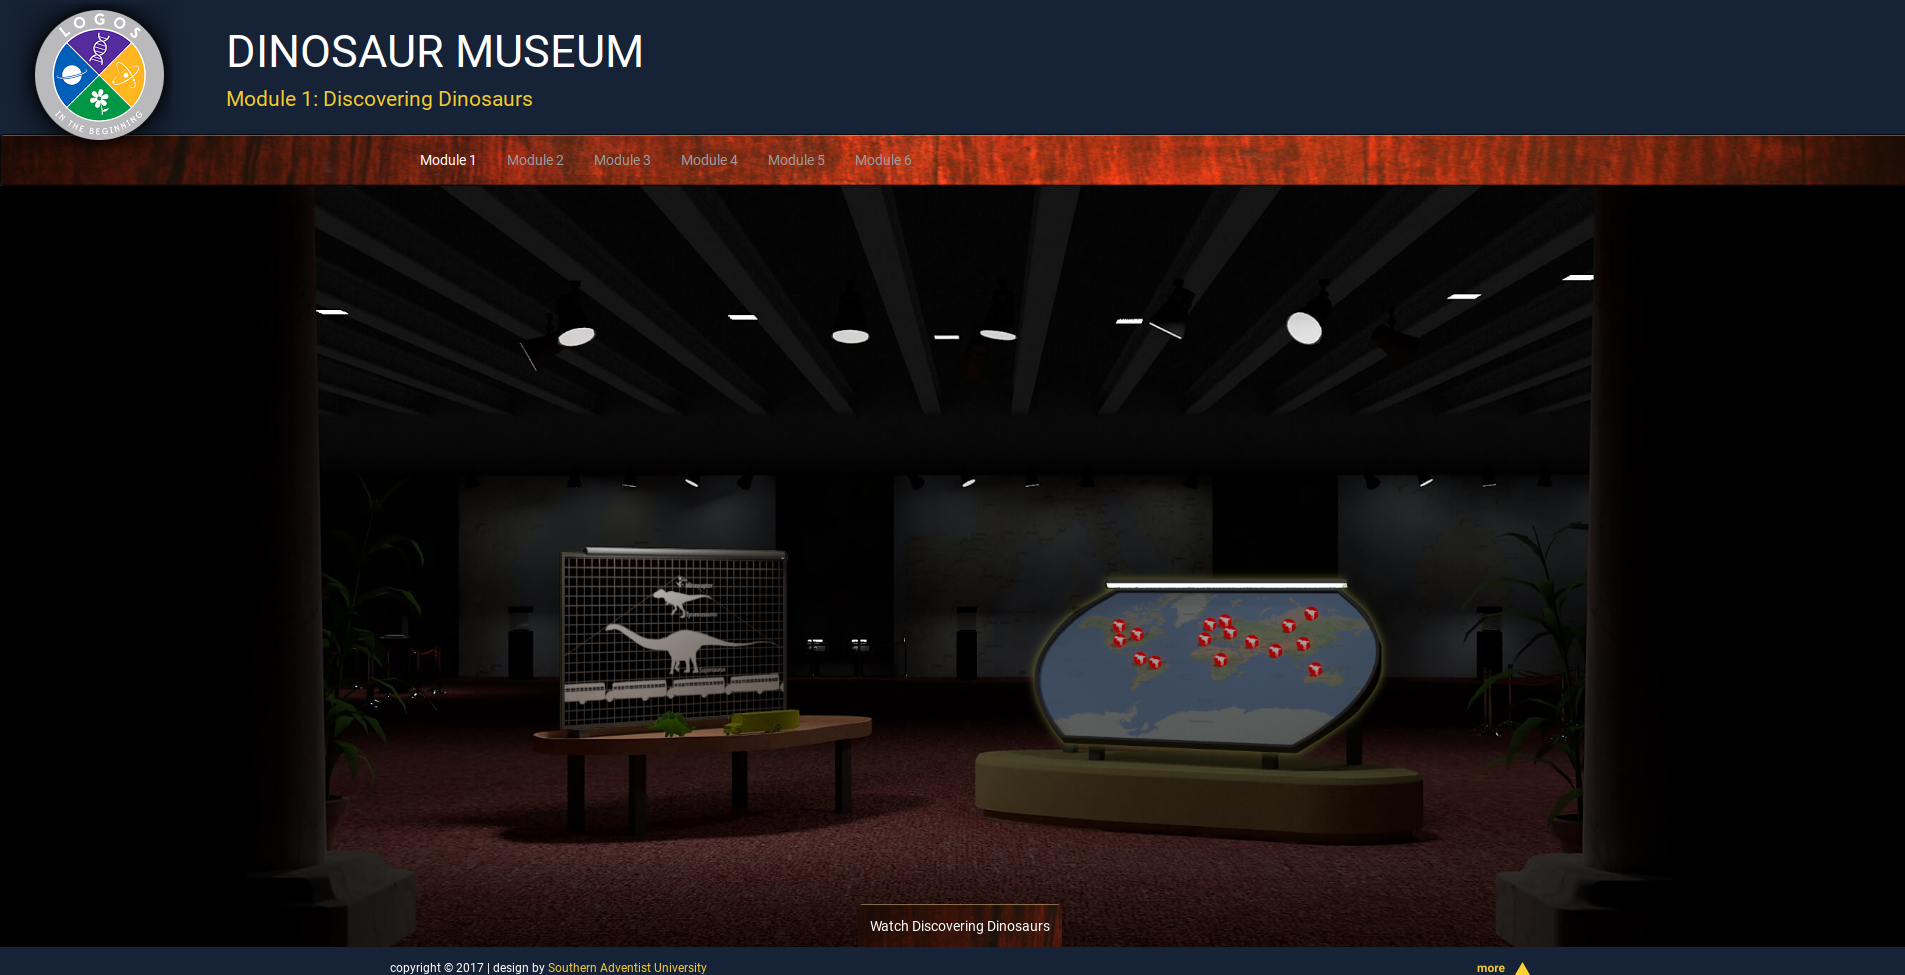 LOGOS
IN THE BEGINNING
DINOSAUR MUSEUM
Module 1: Discovering Dinosaurs
Module 1 Module 2 Module 3 Module 4 Module 5 Module 6
Watch Discovering Dinosaurs
copyright © 2017 | design by Southern Adventist University
more